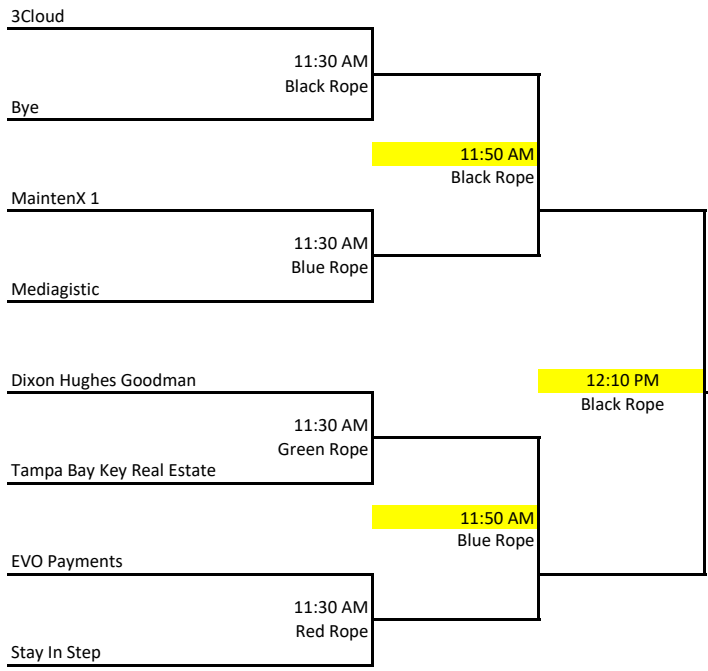 3Cloud
11:30 AM
Black Rope
Bye
11:50 AM
Black Rope
MaintenX 1
11:30 AM
Blue Rope
Mediagistic
Dixon Hughes Goodman
12:10 PM
Black Rope
11:30 AM
Green Rope
Tampa Bay Key Real Estate
11:50 AM
Blue Rope
EVO Payments
11:30 AM
Red Rope
Stay In Step